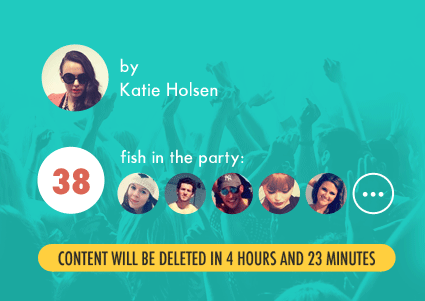 by
Katie Holsen
38
fish in the party:
CONTENT WILL BE DELETED IN 4 HOURS AND 23 MINUTES